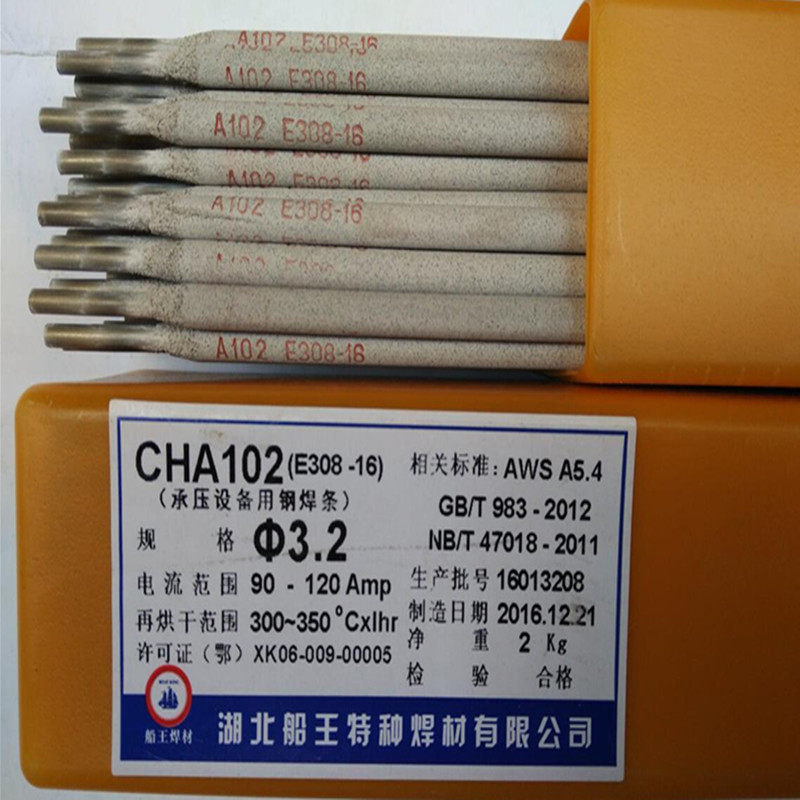 A102 E308-16
A102 E308-16
A102 E308-16
A102 E308-16
A102 E308-16
CHA102(E308 -16)
(承压设备用钢焊条)
规 格 Φ3.2
电流范围 90 - 120 Amp
再烘干范围 300~350°CxIhr
许可证(鄂) XK06-009-00005
相关标准: AWS A5.4
GB/T 983 - 2012
NB/T 47018 - 2011
生产批号 16013208
制造日期 2016.12.21
净 重 2 Kg
检 验 合格
船王焊材
湖北船王特种焊材有限公司